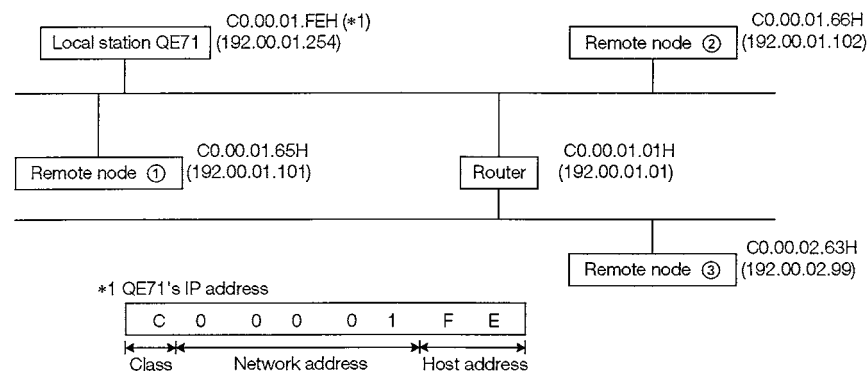 C0.00.01.FEH (*1)
Local station QE71
(192.00.01.254)
C0.00.01.66H
Remote node ②
(192.00.01.102)
C0.00.01.65H
Remote node ①
(192.00.01.101)
C0.00.01.01H
Router
(192.00.01.01)
C0.00.02.63H
Remote node ③
(192.00.02.99)
*1 QE71's IP address
C 0 0 0 0 1 F E
Class Network address Host address